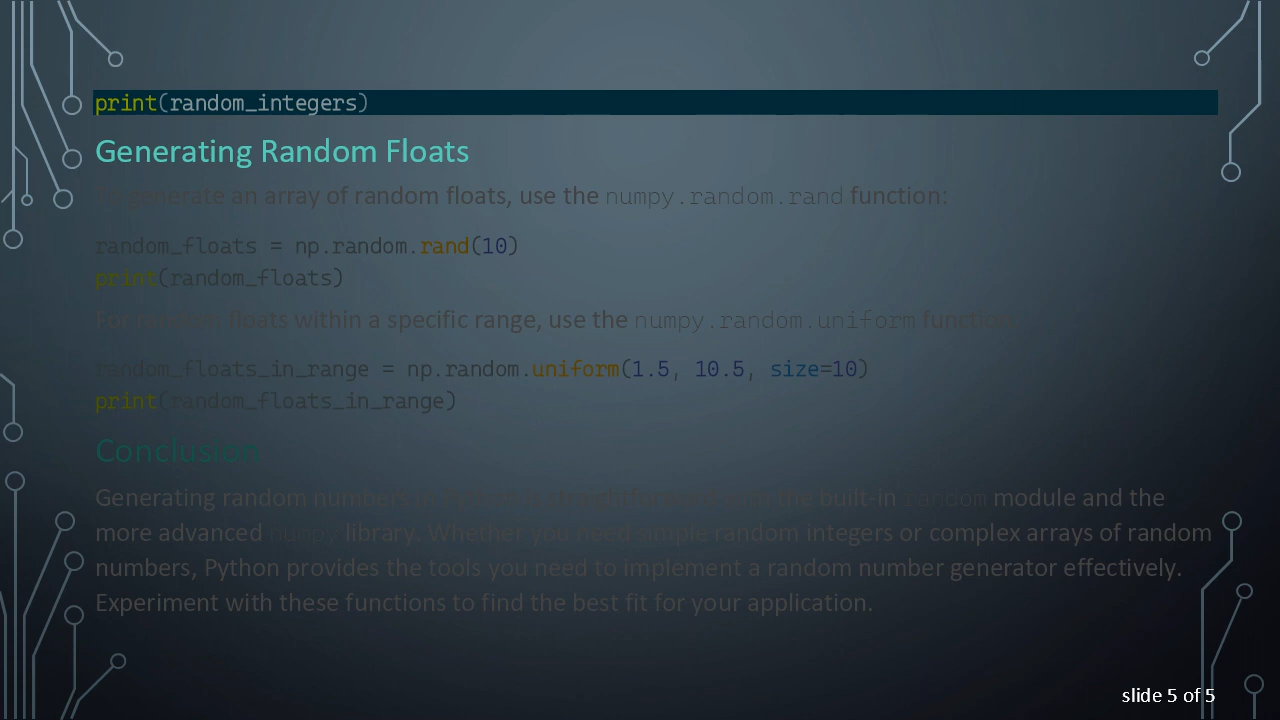 print(random_integers)
Generating Random Floats
To generate an array of random floats, use the numpy.random.rand function:
random_floats = np.random.rand(10)
print(random_floats)
For random floats within a specific range, use the numpy.random.uniform function:
random_floats_in_range = np.random.uniform(1.5, 10.5, size=10)
print(random_floats_in_range)
Conclusion
Generating random numbers in Python is straightforward with the built-in random module and the
more advanced numpy library. Whether you need simple random integers or complex arrays of random
numbers, Python provides the tools you need to implement a random number generator effectively.
Experiment with these functions to find the best fit for your application.
slide 5 of 5